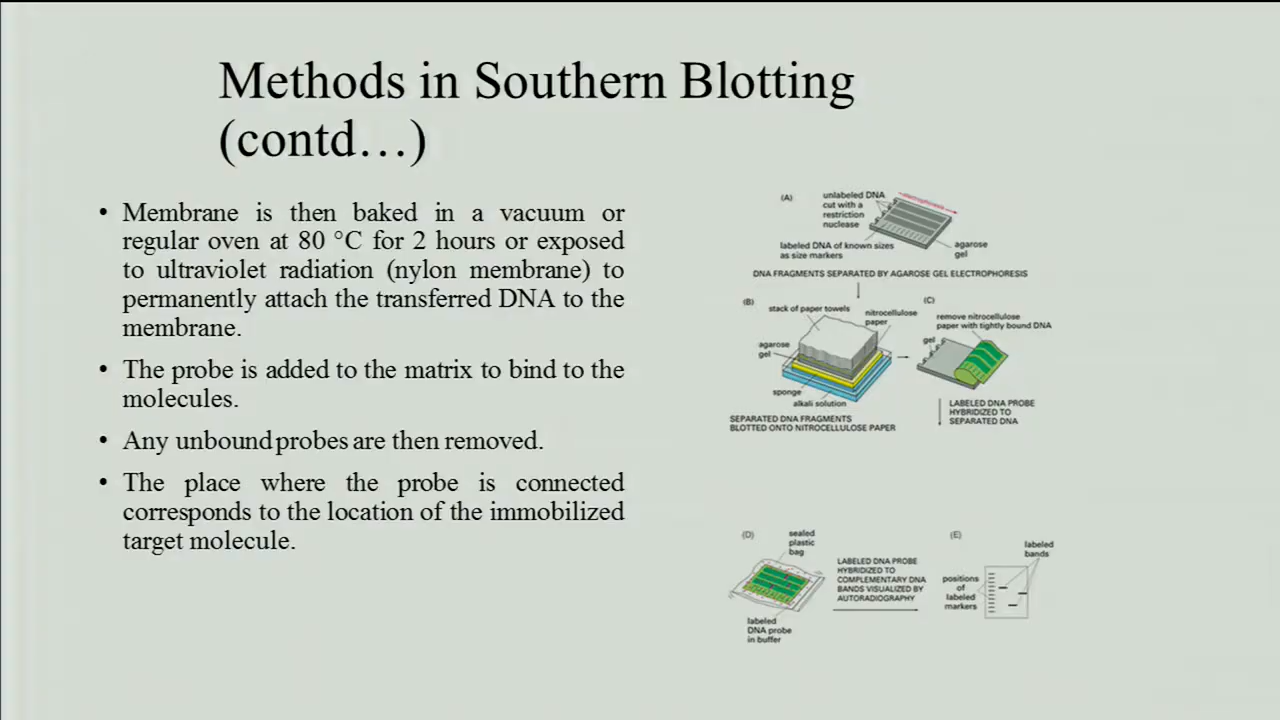 Methods in Southern Blotting
(contd…)
• Membrane is then baked in a vacuum or
regular oven at 80 °C for 2 hours or exposed
to ultraviolet radiation (nylon membrane) to
permanently attach the transferred DNA to the
membrane.
• The probe is added to the matrix to bind to the
molecules.
• Any unbound probes are then removed.
• The place where the probe is connected
corresponds to the location of the immobilized
target molecule.
(A)
unlabeled DNA
cut with a
restriction
nuclease
electrophoresis
labeled DNA of known sizes
as size markers
agarose
gel
DNA FRAGMENTS SEPARATED BY AGAROSE GEL ELECTROPHORESIS
(B)
stack of paper towels
nitrocellulose
paper
agarose
gel
sponge
alkali solution
SEPARATED DNA FRAGMENTS
BLOTTED ONTO NITROCELLULOSE PAPER
(C)
remove nitrocellulose
paper with tightly bound DNA
gel
LABELED DNA PROBE
HYBRIDIZED TO
SEPARATED DNA
(D)
sealed
plastic
bag
labeled
DNA probe
in buffer
LABELED DNA PROBE
HYBRIDIZED TO
COMPLEMENTARY DNA
BANDS VISUALIZED BY
AUTORADIOGRAPHY
(E)
labeled
bands
positions
of
labeled
markers